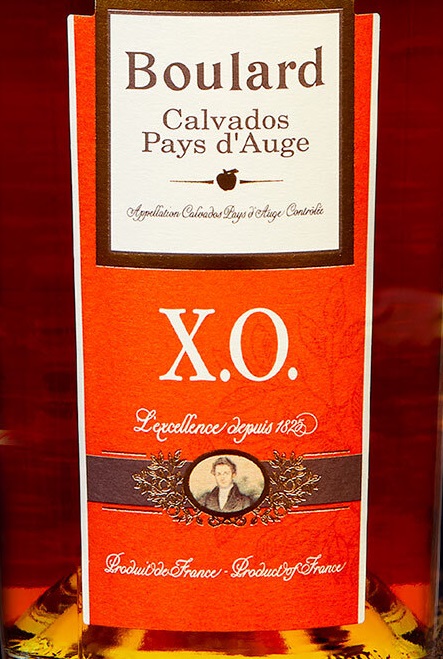 Boulard
Calvados
Pays d'Auge
Appellation Calvados Pays d'Auge Contrôlée
X.O.
L'excellence depuis 1825
Produit de France - Product of France